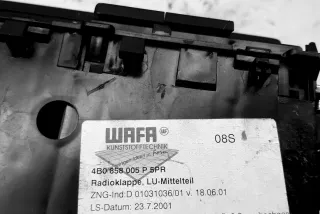 WAFA
08S
KUNSTSTOFFTECHNIK
4B0 858 005 P 5PR
Radioklappe, LU-Mittelteil
ZNG-Ind:D 01031036/01 v. 18.06.01
LS-Datum: 23.7.2001